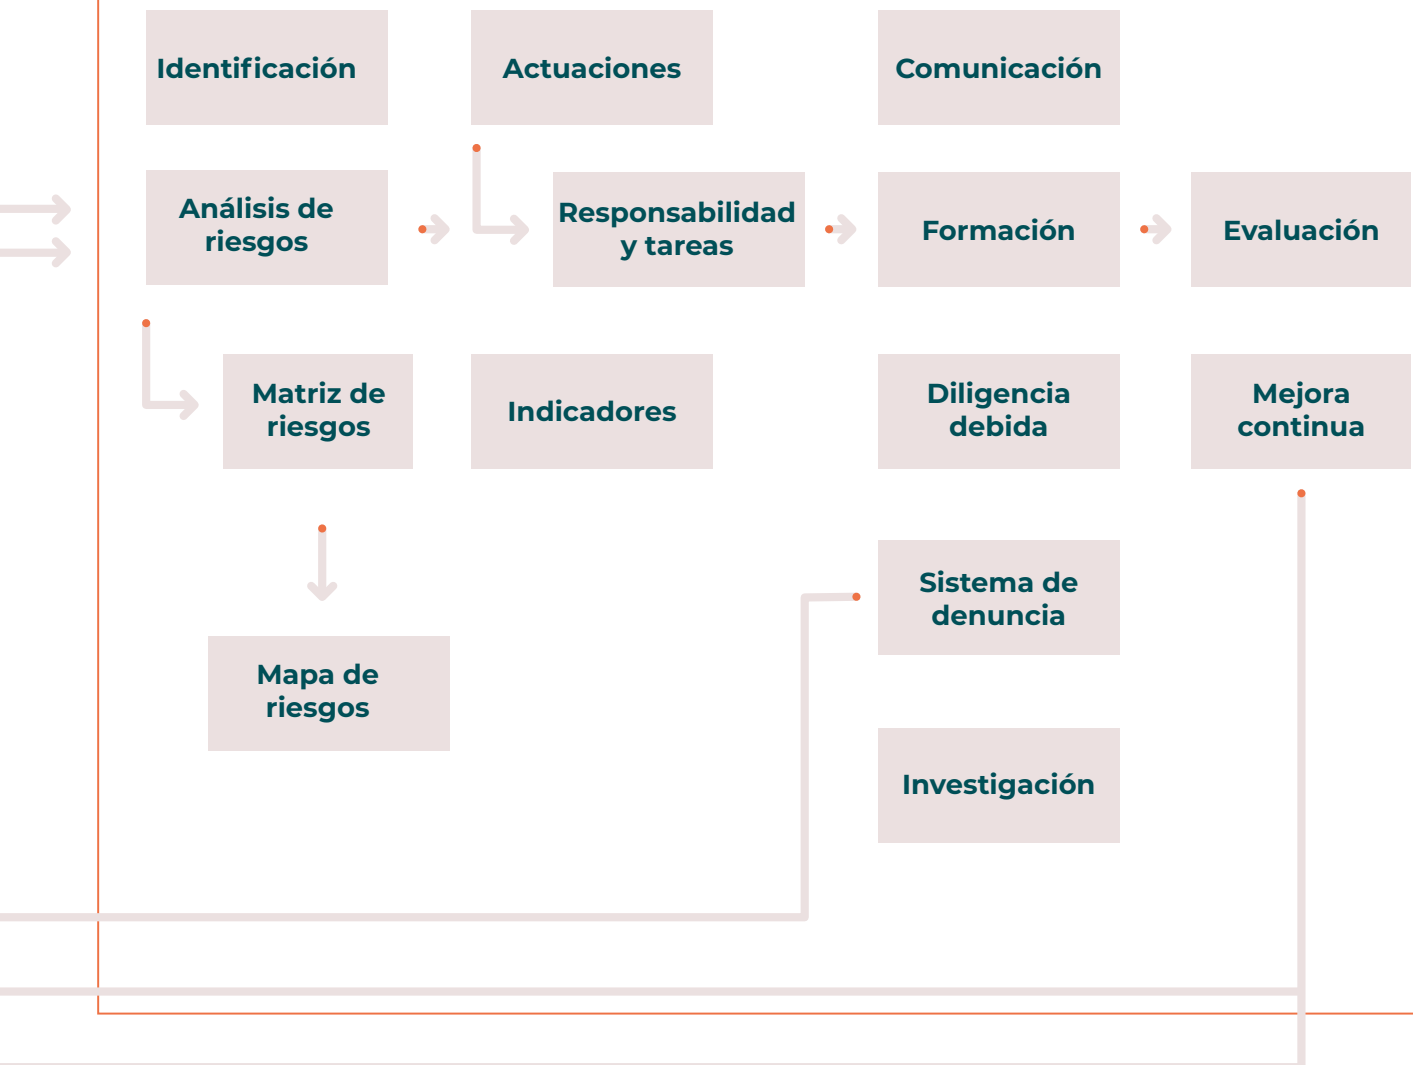 Identificación
Actuaciones
Comunicación
Análisis de
riesgos
Responsabilidad
y tareas
Formación
Evaluación
Matriz de
riesgos
Indicadores
Diligencia
debida
Mejora
continua
Sistema de
denuncia
Mapa de
riesgos
Investigación